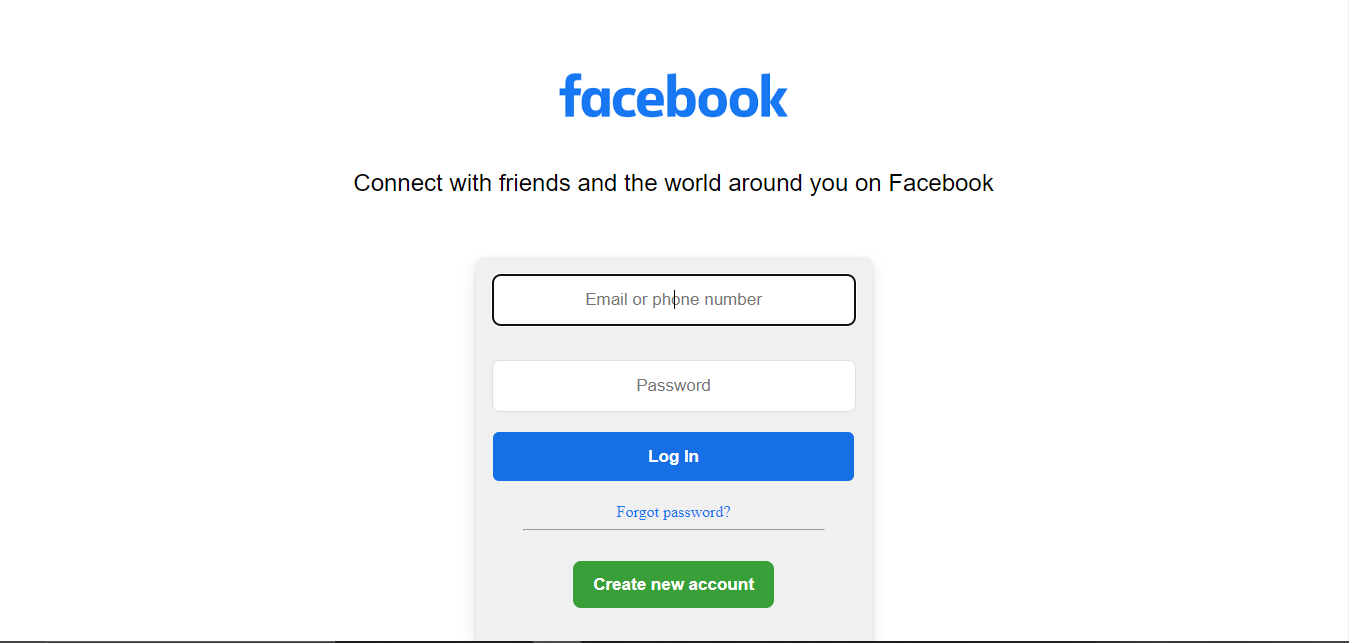 facebook
Connect with friends and the world around you on Facebook
Email or phone number
Password
Log In
Forgot password?
Create new account